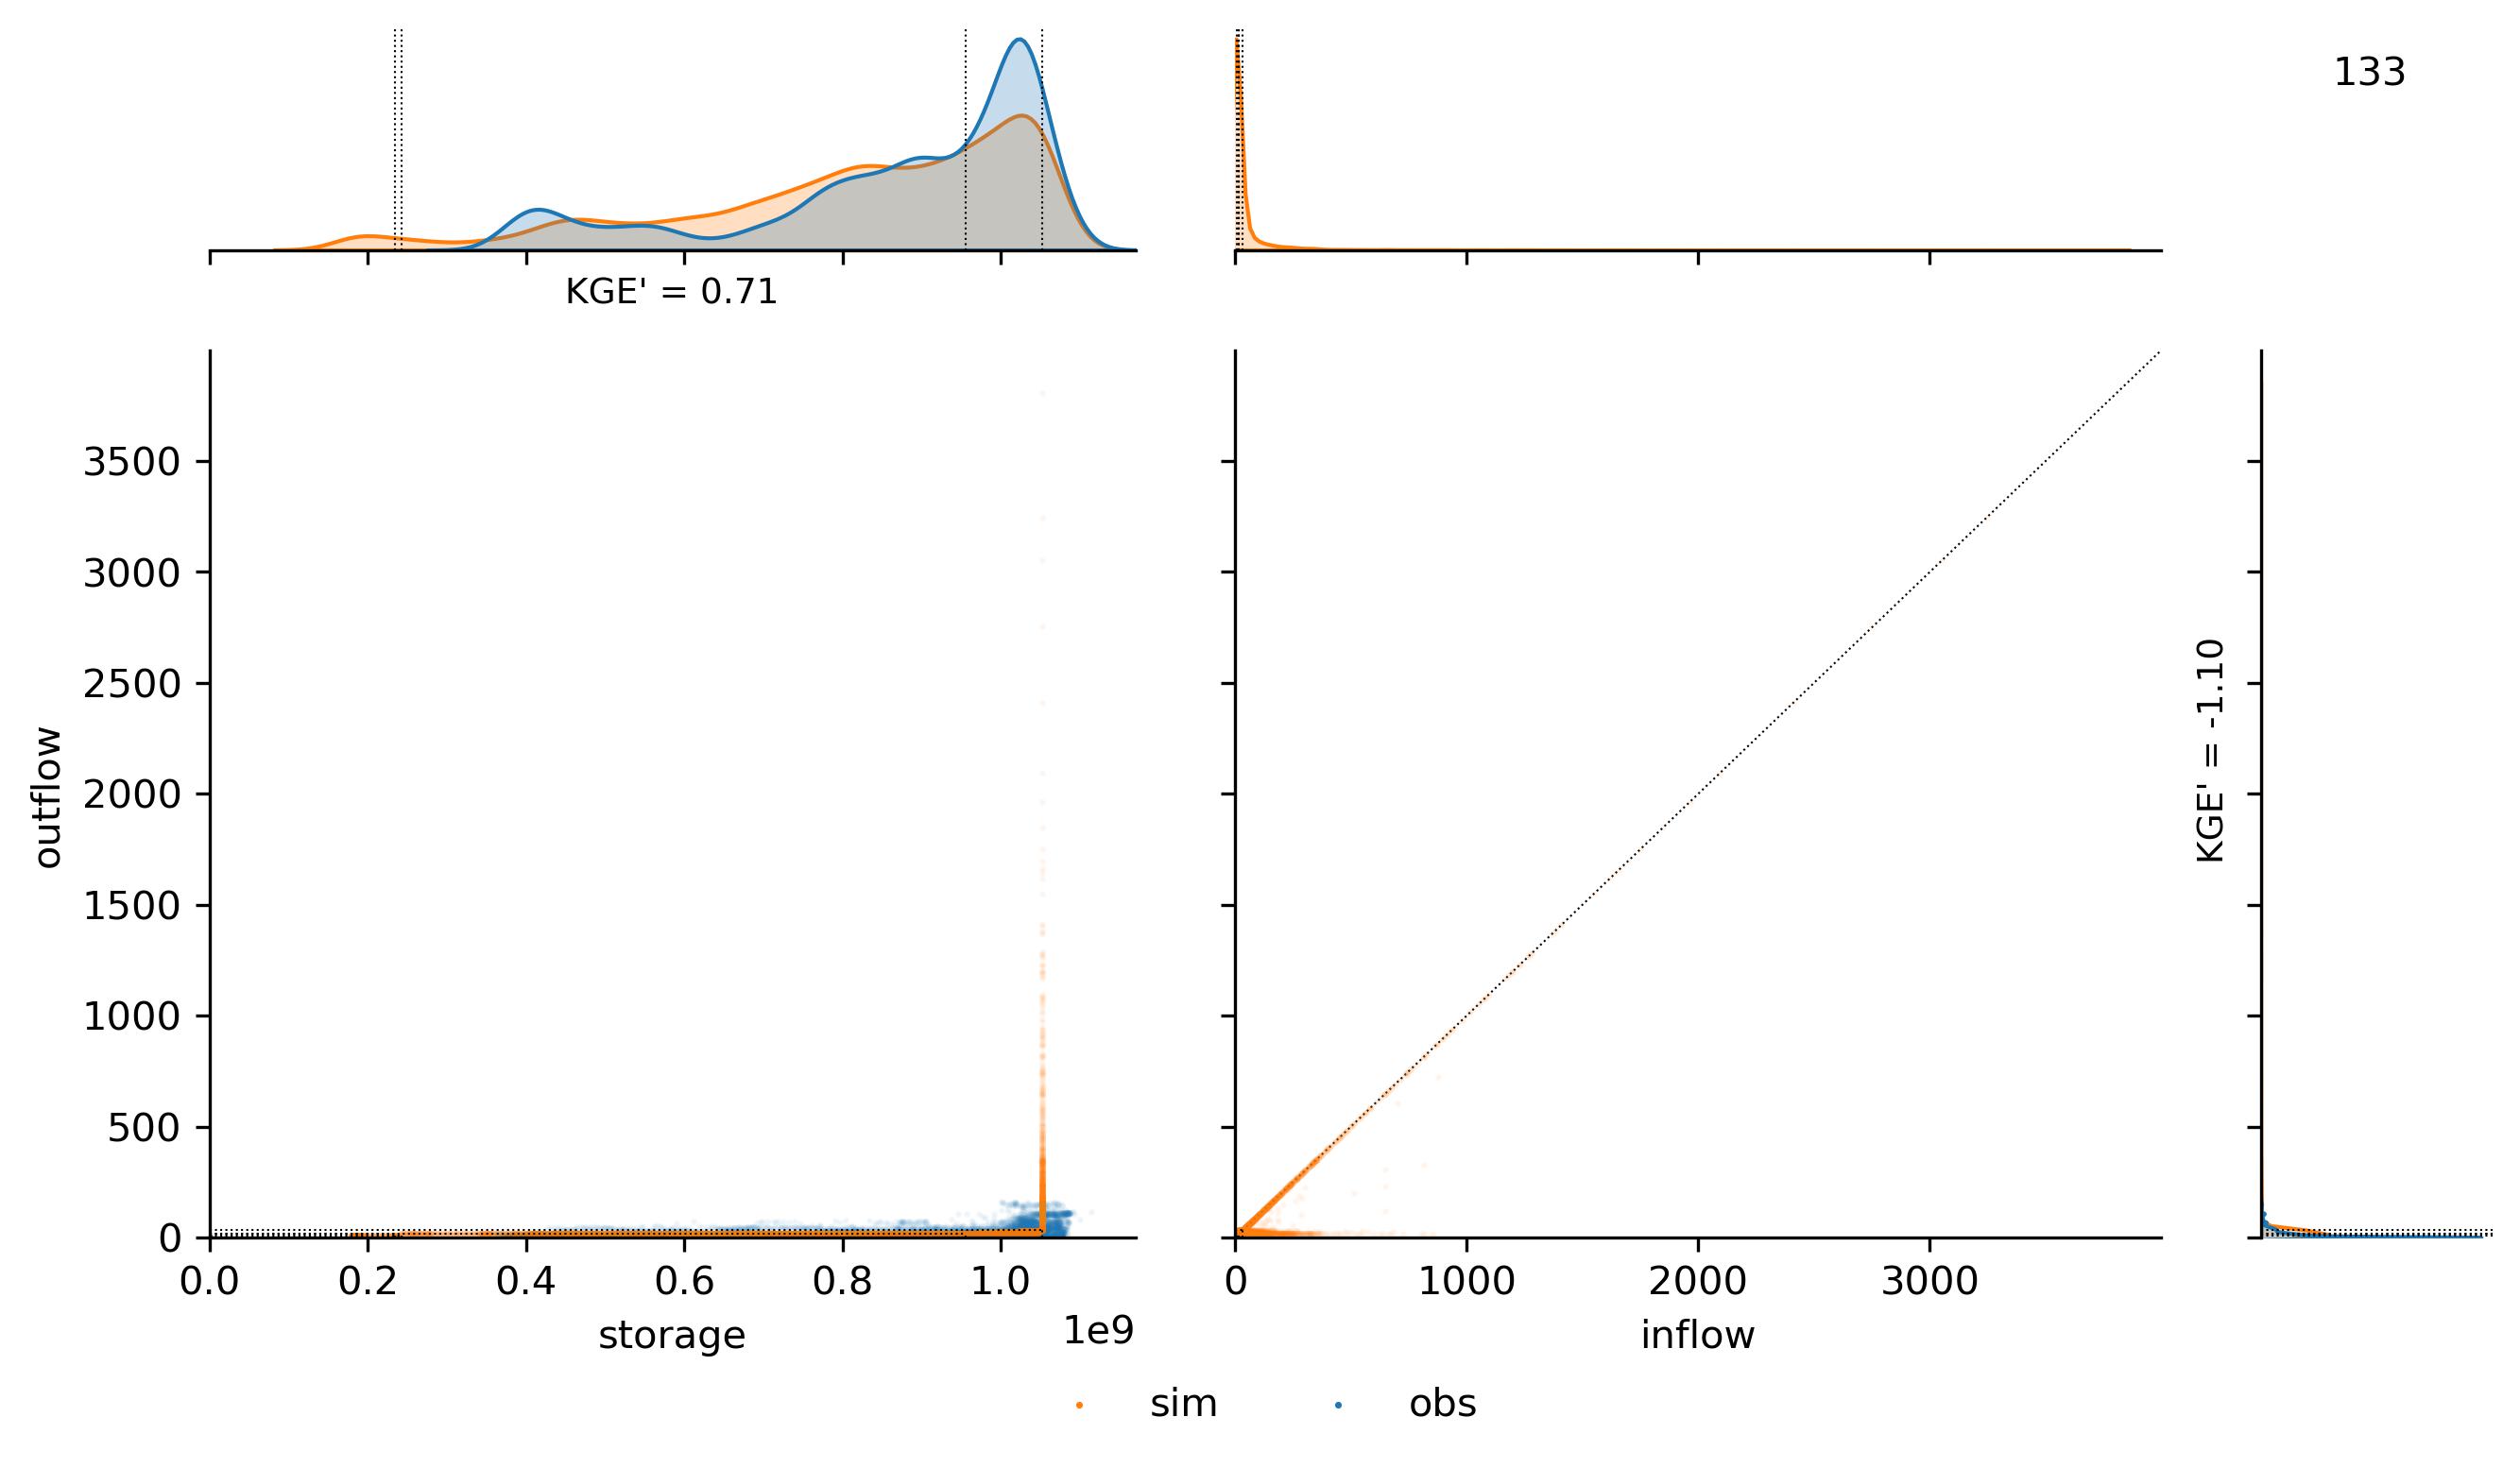 133
KGE' = 0.71
3500
3000
2500
2000
1500
1000
500
0
outflow
KGE' = -1.10
0.0 0.2 0.4 0.6 0.8 1.0
0 1000 2000 3000
1e9
storage
inflow
sim obs